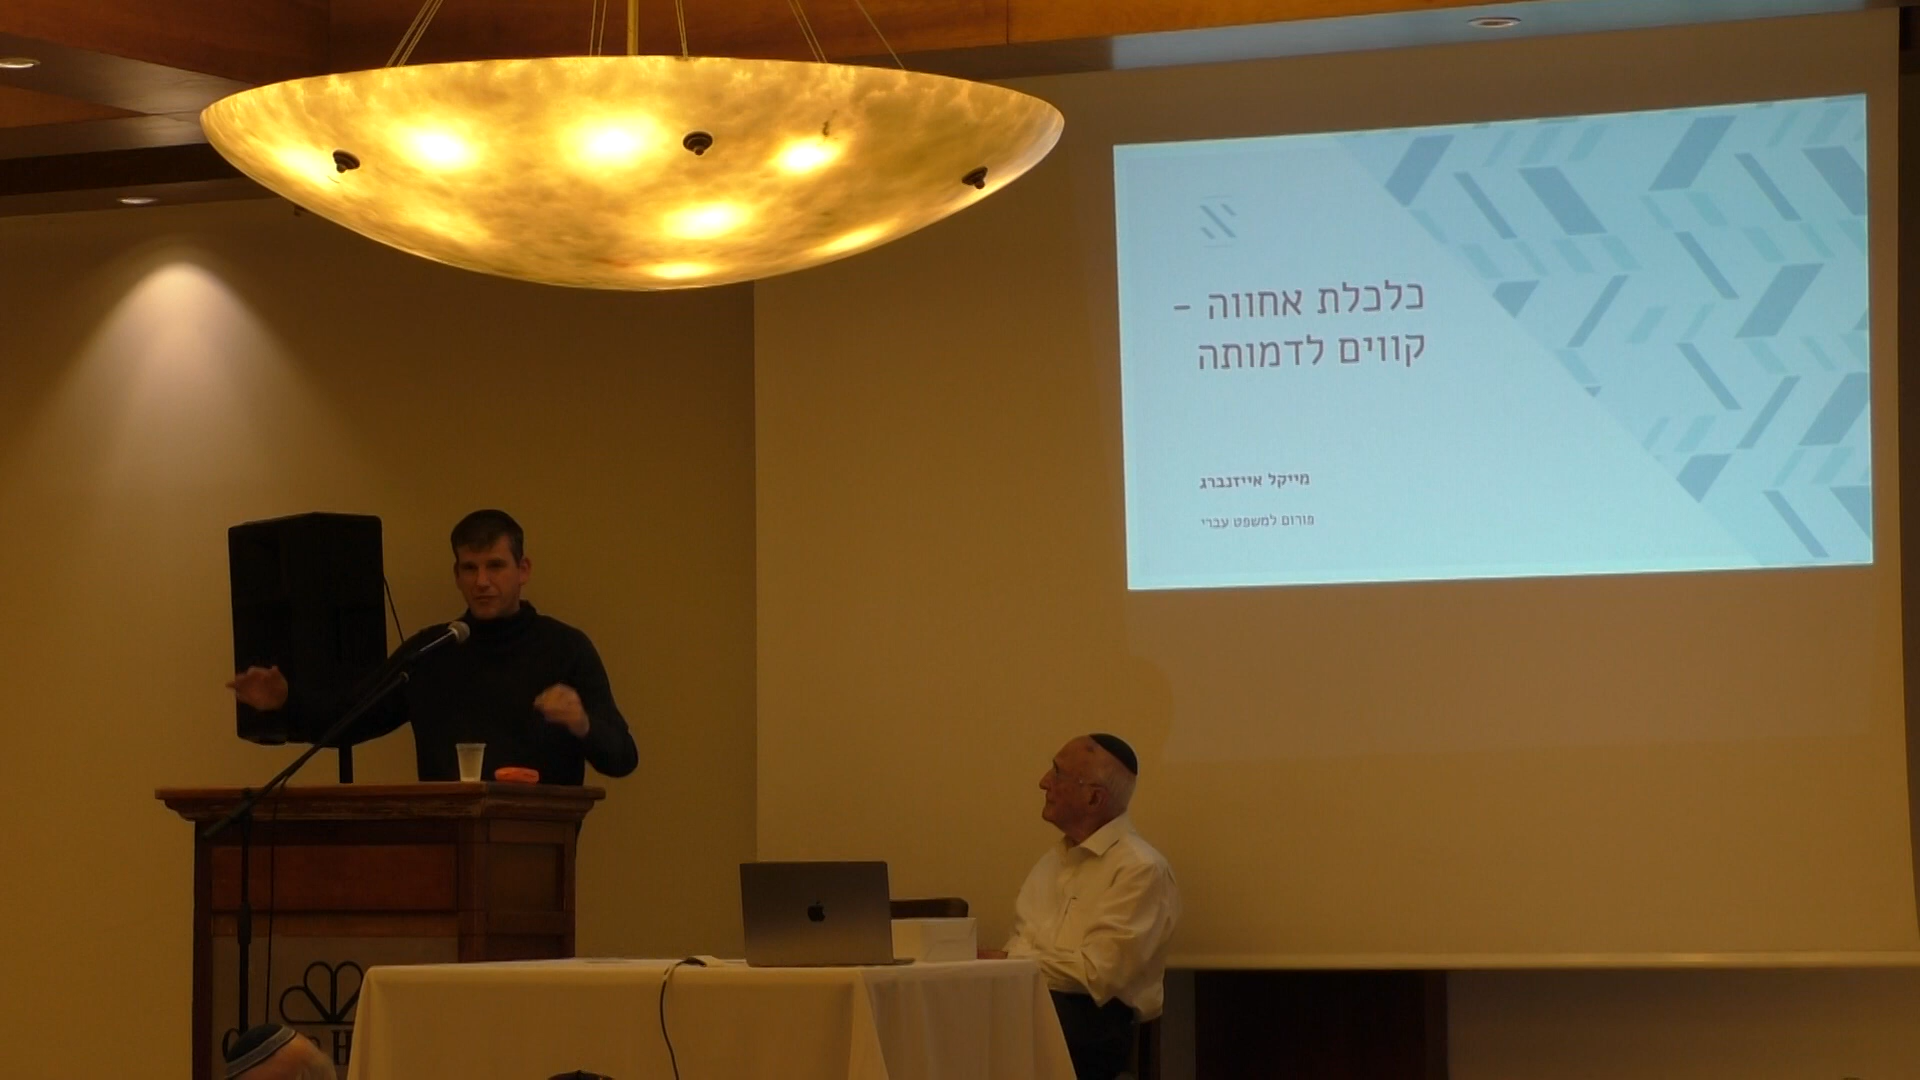 כלכלת אחווה –
קווים לדמותה
מייקל אייזנברג
פורום למשפט עברי